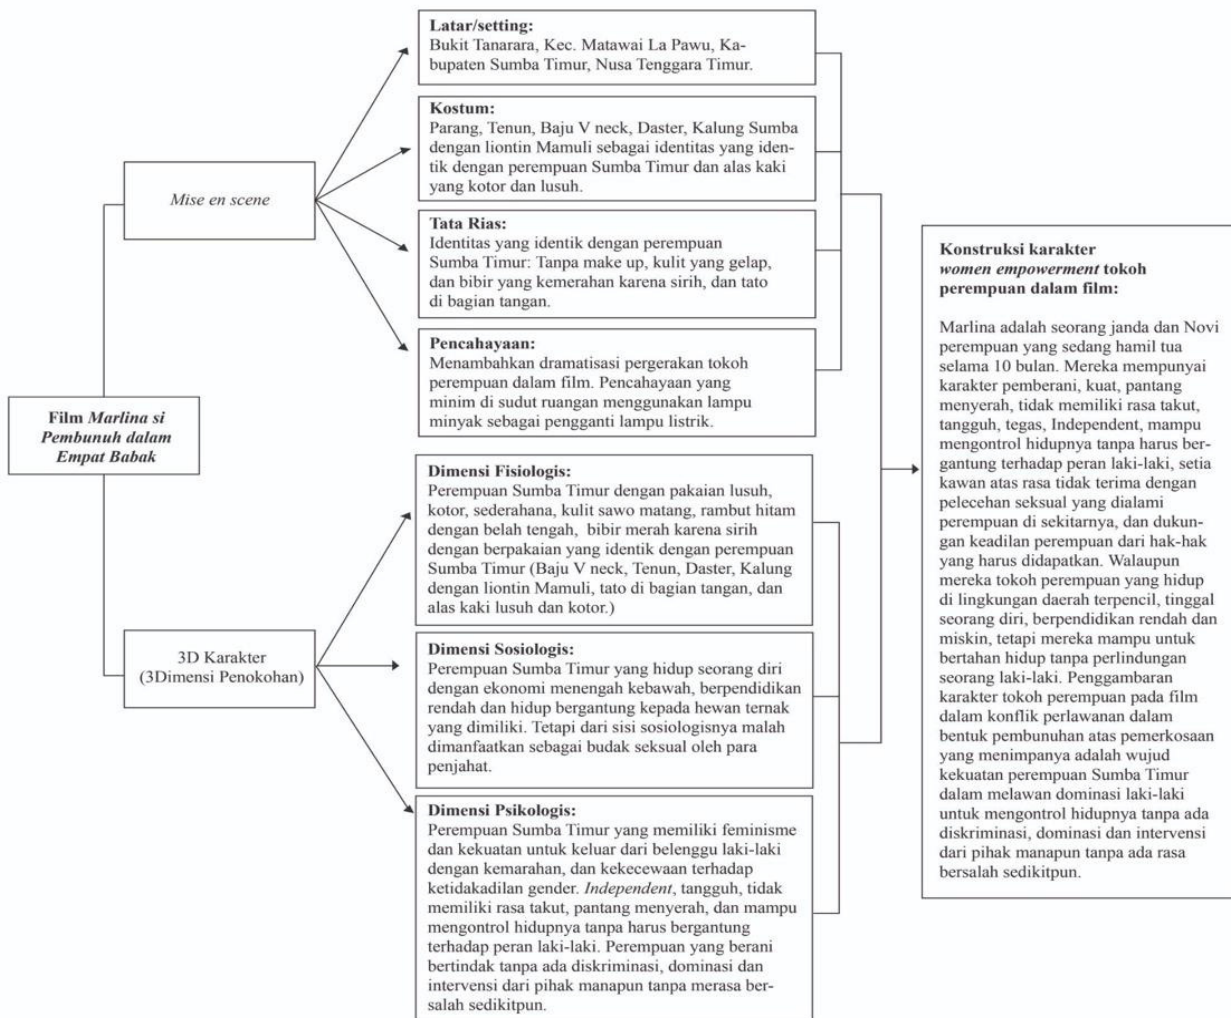 Film Marlina si
Pembunuh dalam
Empat Babak
Mise en scene
Latar/setting:
Bukit Tanarara, Kec. Matawai La Pawu, Ka-
bupaten Sumba Timur, Nusa Tenggara Timur.
Kostum:
Parang, Tenun, Baju V neck, Daster, Kalung Sumba
dengan liontin Mamuli sebagai identitas yang iden-
tik dengan perempuan Sumba Timur dan alas kaki
yang kotor dan lusuh.
Tata Rias:
Identitas yang identik dengan perempuan
Sumba Timur: Tanpa make up, kulit yang gelap,
dan bibir yang kemerahan karena sirih, dan tato
di bagian tangan.
Pencahayaan:
Menambahkan dramatisasi pergerakan tokoh
perempuan dalam film. Pencahayaan yang
minim di sudut ruangan menggunakan lampu
minyak sebagai pengganti lampu listrik.
3D Karakter
(3Dimensi Penokohan)
Dimensi Fisiologis:
Perempuan Sumba Timur dengan pakaian lusuh,
kotor, sederahana, kulit sawo matang, rambut hitam
dengan belah tengah, bibir merah karena sirih
dengan berpakaian yang identik dengan perempuan
Sumba Timur (Baju V neck, Tenun, Daster, Kalung
dengan liontin Mamuli, tato di bagian tangan, dan
alas kaki lusuh dan kotor.)
Dimensi Sosiologis:
Perempuan Sumba Timur yang hidup seorang diri
dengan ekonomi menengah kebawah, berpendidikan
rendah dan hidup bergantung kepada hewan ternak
yang dimiliki. Tetapi dari sisi sosiologisnya malah
dimanfaatkan sebagai budak seksual oleh para
penjahat.
Dimensi Psikologis:
Perempuan Sumba Timur yang memiliki feminisme
dan kekuatan untuk keluar dari belenggu laki-laki
dengan kemarahan, dan kekecewaan terhadap
ketidakadilan gender. Independent, tangguh, tidak
memiliki rasa takut, pantang menyerah, dan mampu
mengontrol hidupnya tanpa harus bergantung
terhadap peran laki-laki. Perempuan yang berani
bertindak tanpa ada diskriminasi, dominasi dan
intervensi dari pihak manapun tanpa merasa ber-
salah sedikitpun.
Konstruksi karakter
women empowerment tokoh
perempuan dalam film:
Marlina adalah seorang janda dan Novi
perempuan yang sedang hamil tua
selama 10 bulan. Mereka mempunyai
karakter pemberani, kuat, pantang
menyerah, tidak memiliki rasa takut,
tangguh, tegas, Independent, mampu
mengontrol hidupnya tanpa harus ber-
gantung terhadap peran laki-laki, setia
kawan atas rasa tidak terima dengan
pelecehan seksual yang dialami
perempuan di sekitarnya, dan dukun-
gan keadilan perempuan dari hak-hak
yang harus didapatkan. Walaupun
mereka tokoh perempuan yang hidup
di lingkungan daerah terpencil, tinggal
seorang diri, berpendidikan rendah dan
miskin, tetapi mereka mampu untuk
bertahan hidup tanpa perlindungan
seorang laki-laki. Penggambaran
karakter tokoh perempuan pada film
dalam konflik perlawanan dalam
bentuk pembunuhan atas pemerkosaan
yang menimpanya adalah wujud
kekuatan perempuan Sumba Timur
dalam melawan dominasi laki-laki
untuk mengontrol hidupnya tanpa ada
diskriminasi, dominasi dan intervensi
dari pihak manapun tanpa ada rasa
bersalah sedikitpun.